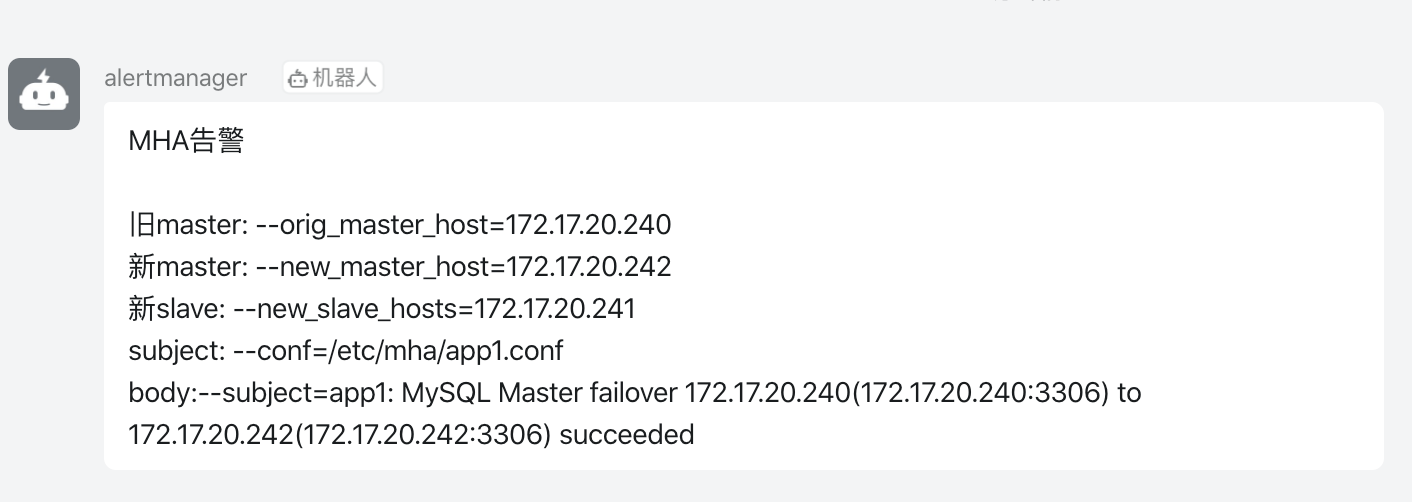 alertmanager 机器人
MHA告警
旧master: --orig_master_host=172.17.20.240
新master: --new_master_host=172.17.20.242
新slave: --new_slave_hosts=172.17.20.241
subject: --conf=/etc/mha/app1.conf
body:--subject=app1: MySQL Master failover 172.17.20.240(172.17.20.240:3306) to
172.17.20.242(172.17.20.242:3306) succeeded